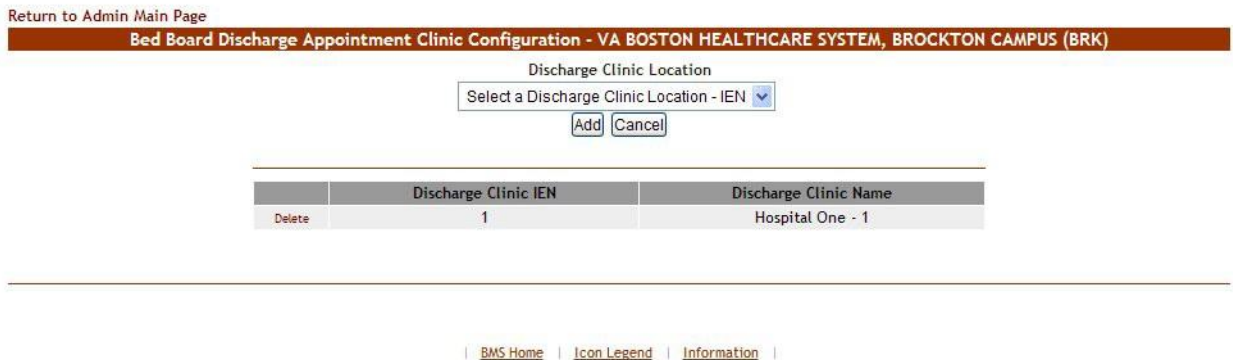 Return to Admin Main Page
Bed Board Discharge Appointment Clinic Configuration - VA BOSTON HEALTHCARE SYSTEM, BROCKTON CAMPUS (BRK)
Discharge Clinic Location
Select a Discharge Clinic Location - IEN
Add Cancel
Discharge Clinic IEN Discharge Clinic Name
Delete 1 Hospital One - 1
| BMS Home | Icon Legend | Information |